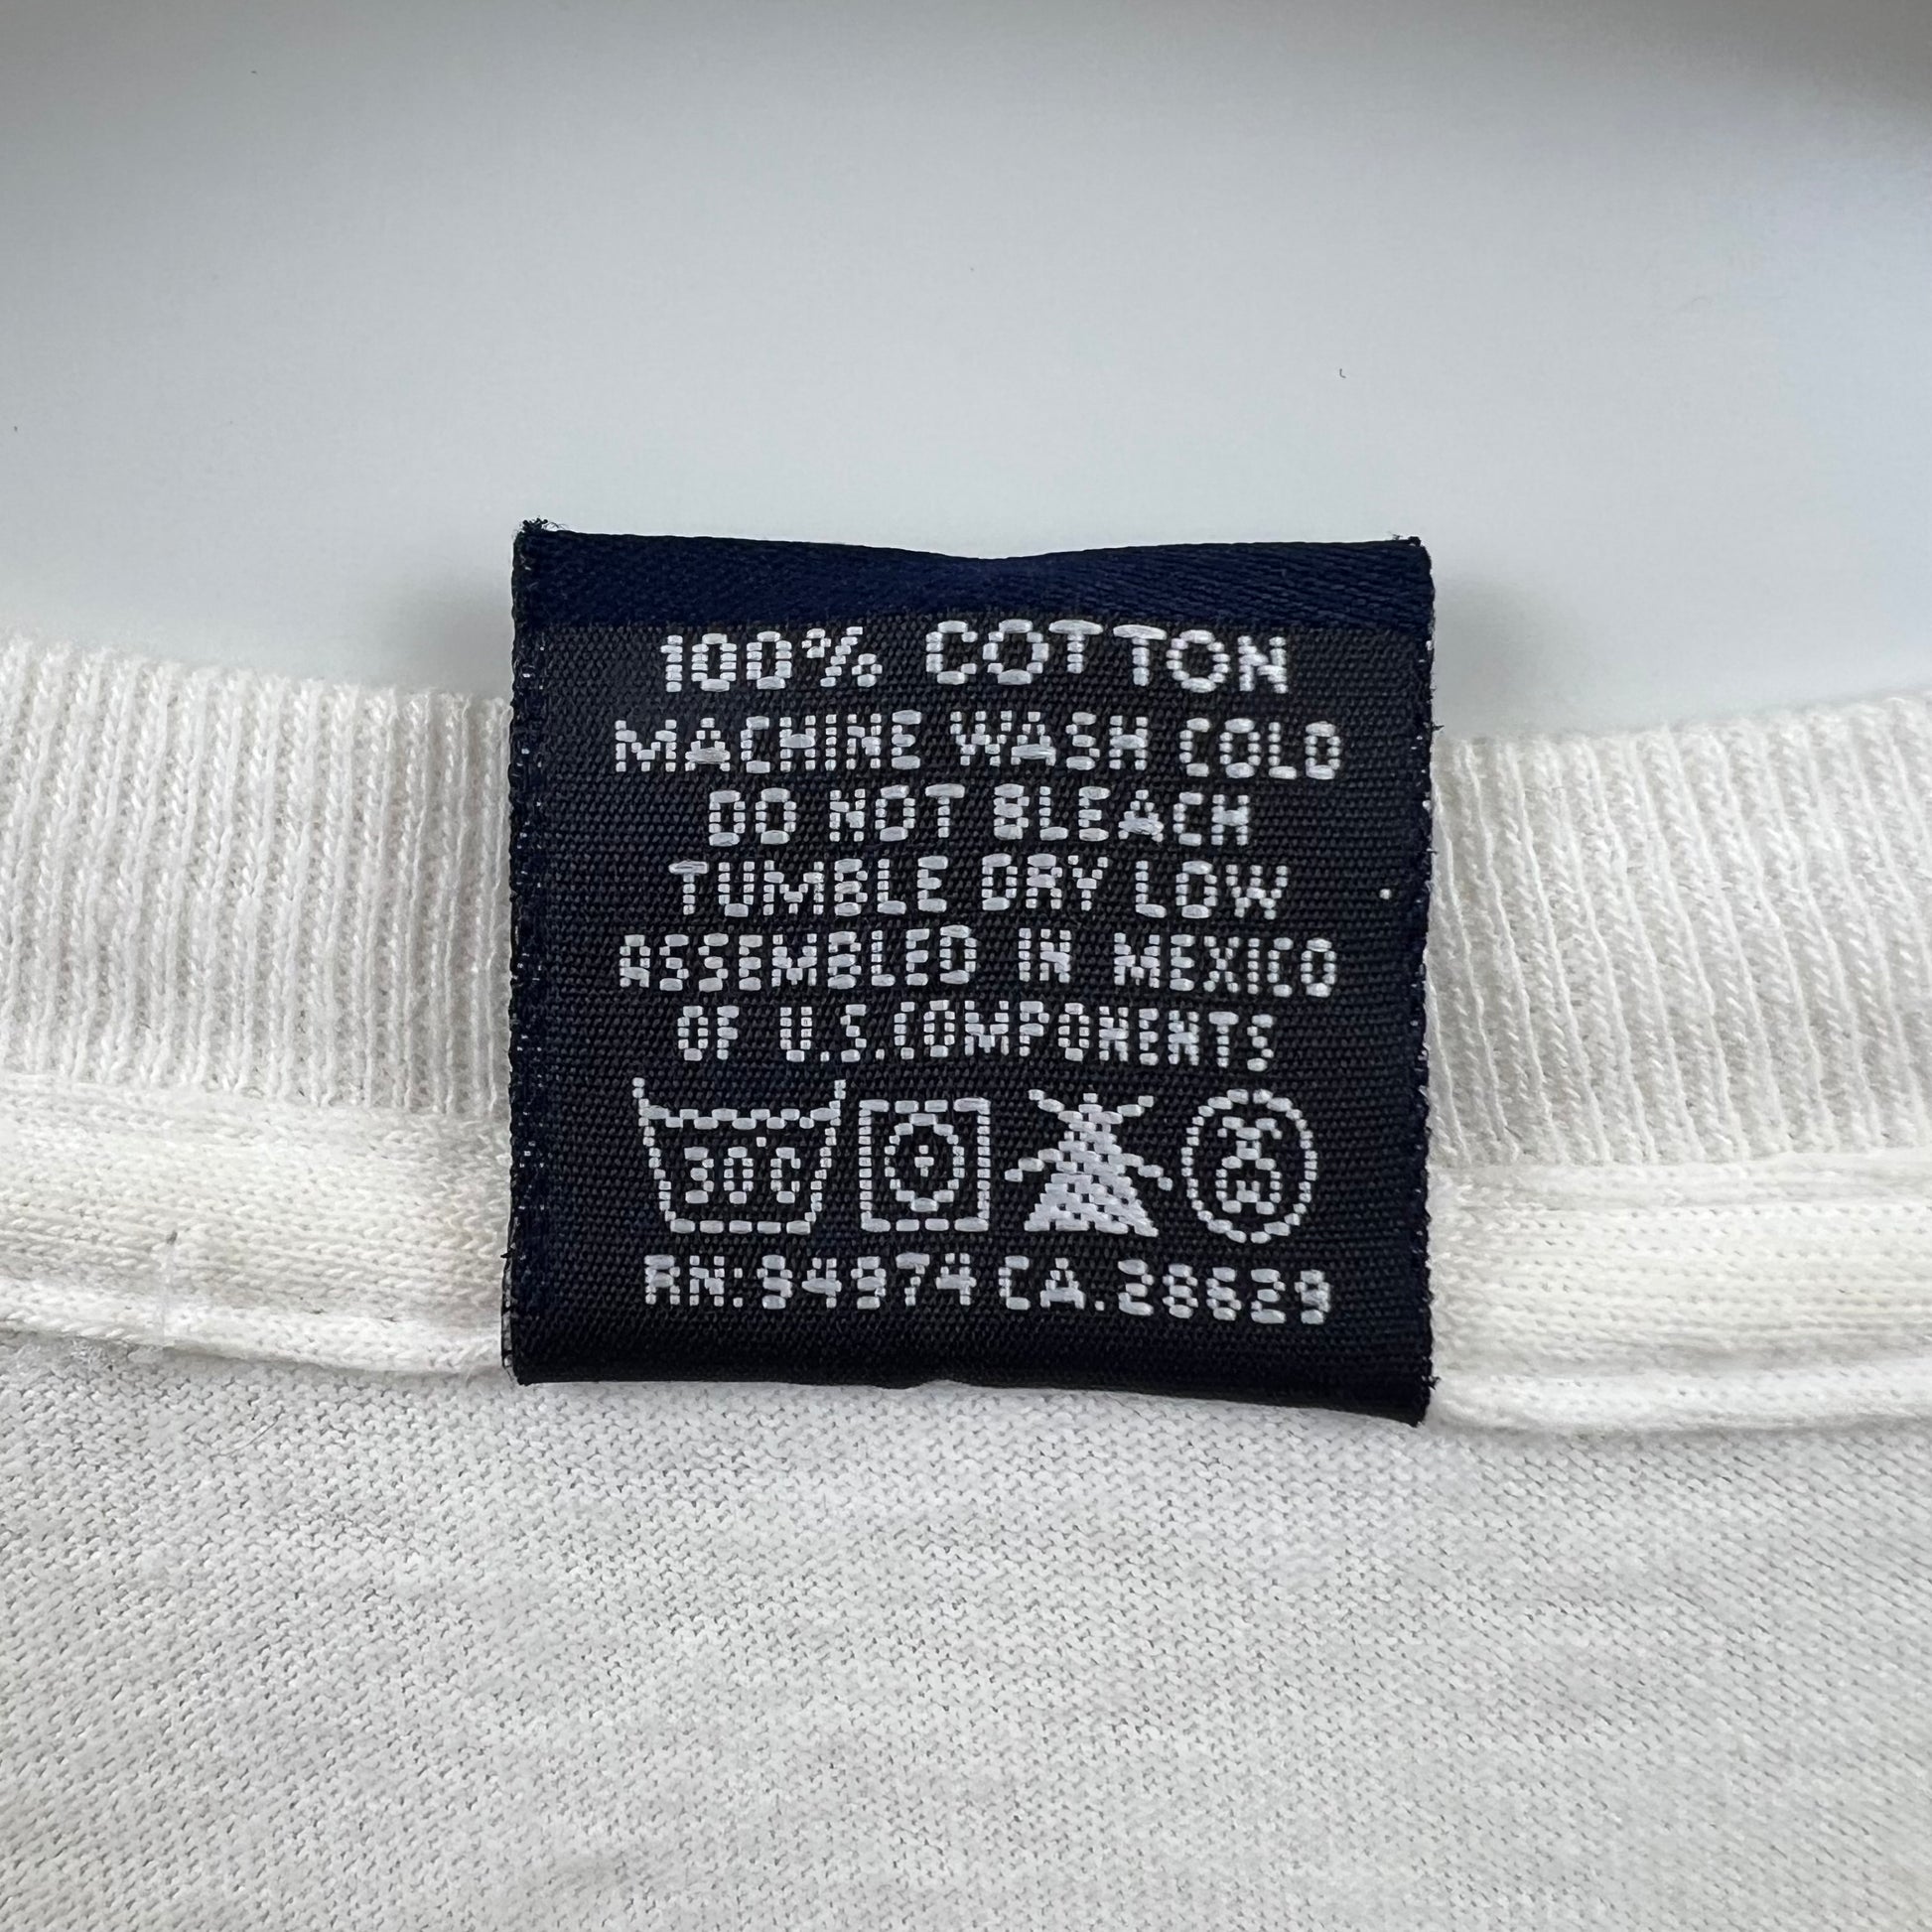 100% COTTON
MACHINE WASH COLD
DO NOT BLEACH
TUMBLE DRY LOW
ASSEMBLED IN MEXICO
OF U.S.COMPONENTS
30°C
RN:94974 CA.28629